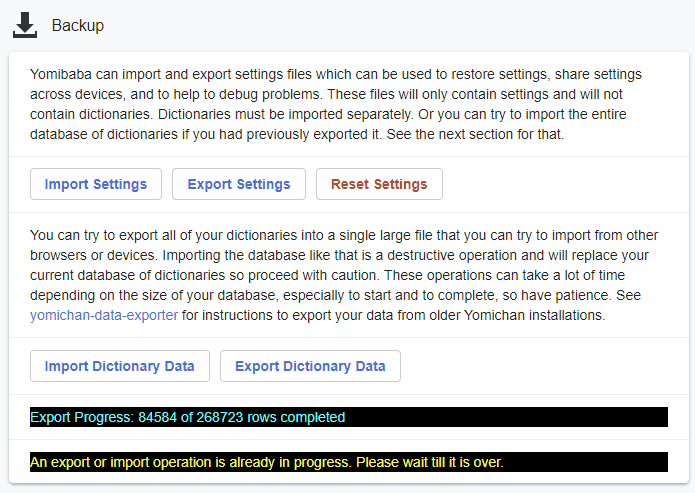 Backup
Yomibaba can import and export settings files which can be used to restore settings, share settings
across devices, and to help to debug problems. These files will only contain settings and will not
contain dictionaries. Dictionaries must be imported separately. Or you can try to import the entire
database of dictionaries if you had previously exported it. See the next section for that.
Import Settings Export Settings Reset Settings
You can try to export all of your dictionaries into a single large file that you can try to import from other
browsers or devices. Importing the database like that is a destructive operation and will replace your
current database of dictionaries so proceed with caution. These operations can take a lot of time
depending on the size of your database, especially to start and to complete, so have patience. See
yomichan-data-exporter for instructions to export your data from older Yomichan installations.
Import Dictionary Data Export Dictionary Data
Export Progress: 84584 of 268723 rows completed
An export or import operation is already in progress. Please wait till it is over.